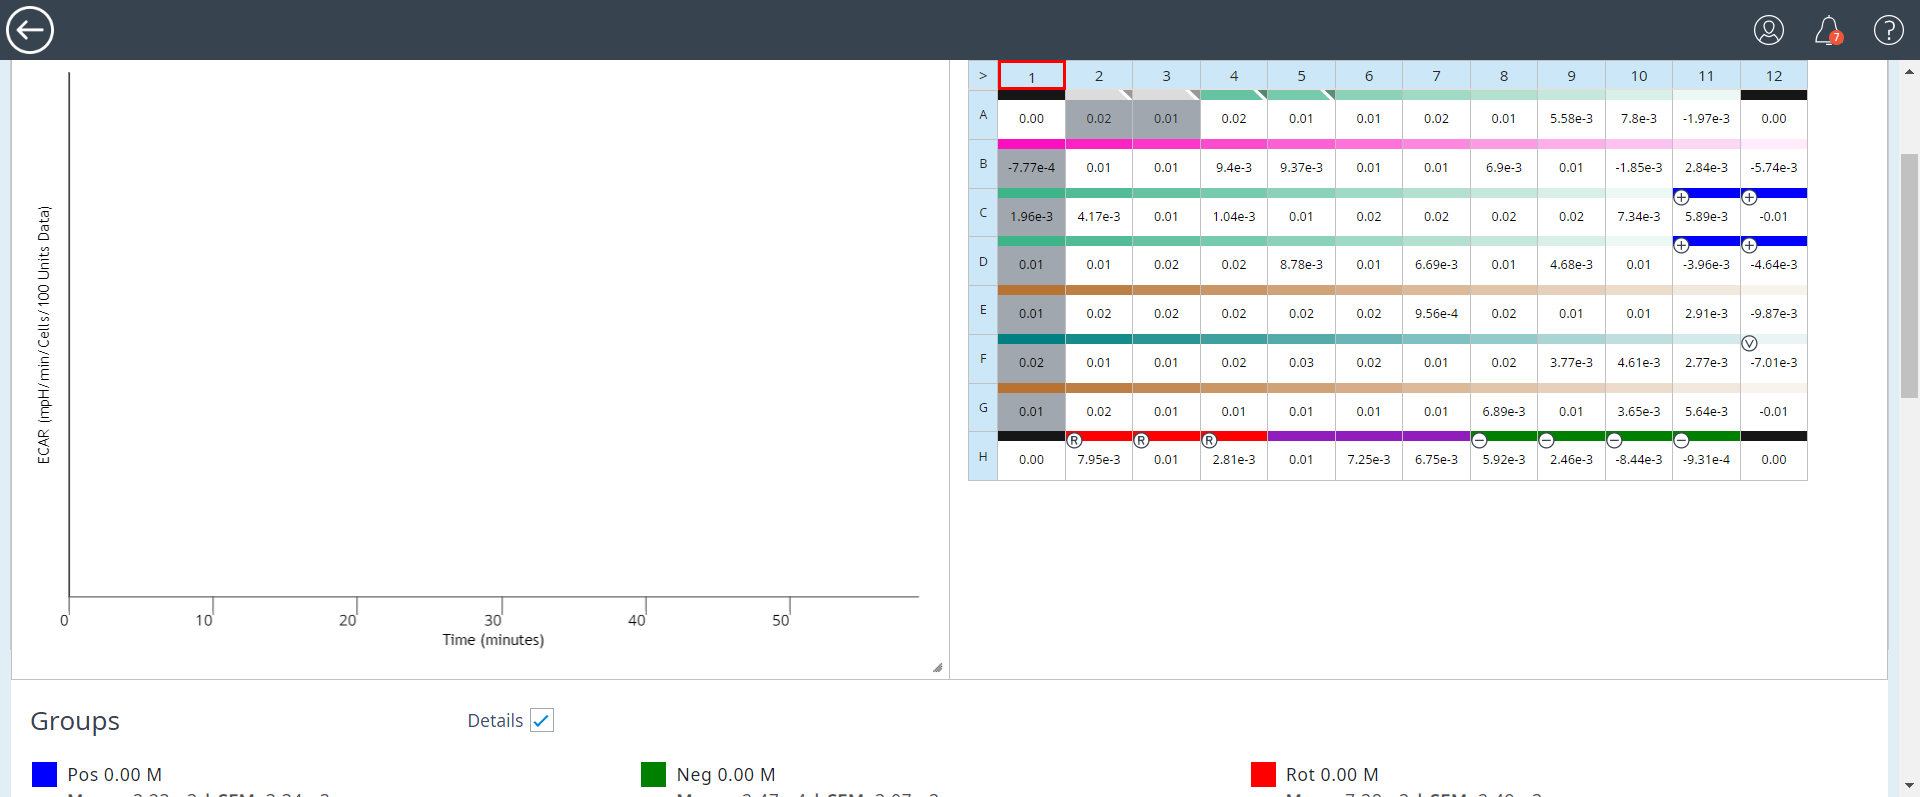 7
?
> 1 2 3 4 5 6 7 8 9 10 11 12
A 0.00 0.02 0.01 0.02 0.01 0.01 0.02 0.01 5.58e-3 7.8e-3 -1.97e-3 0.00
B -7.77e-4 0.01 0.01 9.4e-3 9.37e-3 0.01 0.01 6.9e-3 0.01 -1.85e-3 2.84e-3 -5.74e-3
+ +
C 1.96e-3 4.17e-3 0.01 1.04e-3 0.01 0.02 0.02 0.02 0.02 7.34e-3 5.89e-3 -0.01
+ +
D 0.01 0.01 0.02 0.02 8.78e-3 0.01 6.69e-3 0.01 4.68e-3 0.01 -3.96e-3 -4.64e-3
E 0.01 0.02 0.02 0.02 0.02 0.02 9.56e-4 0.02 0.01 0.01 2.91e-3 -9.87e-3
V
F 0.02 0.01 0.01 0.02 0.03 0.02 0.01 0.02 3.77e-3 4.61e-3 2.77e-3 -7.01e-3
G 0.01 0.02 0.01 0.01 0.01 0.01 0.01 6.89e-3 0.01 3.65e-3 5.64e-3 -0.01
R R R − − − −
H 0.00 7.95e-3 0.01 2.81e-3 0.01 7.25e-3 6.75e-3 5.92e-3 2.46e-3 -8.44e-3 -9.31e-4 0.00
ECAR (mpH/min/Cells/100 Units Data)
0 10 20 30 40 50
Time (minutes)
Groups
Details
Pos 0.00 M
Neg 0.00 M
Rot 0.00 M